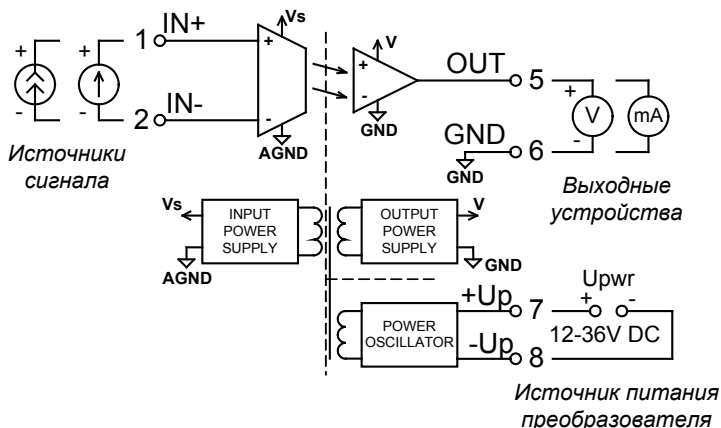 Vs
V
IN+
1
+
-
+
-
+
-
+
-
OUT
5
+
V
-
mA
2
IN-
GND
AGND
GND
6
GND
Источники
сигнала
Выходные
устройства
Vs
INPUT
POWER
SUPPLY
AGND
OUTPUT
POWER
SUPPLY
V
GND
+Up
7
Upwr
+
-
12-36V DC
POWER
OSCILLATOR
-Up
8
Источник питания
преобразователя